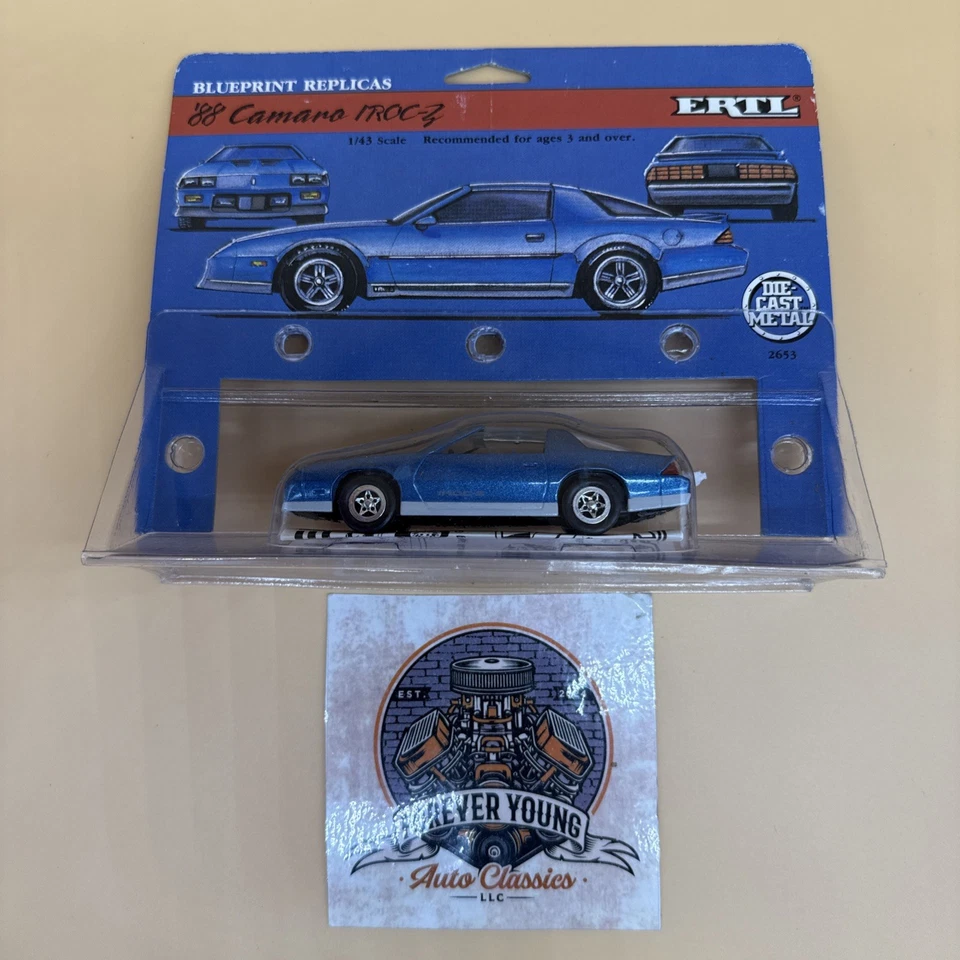 BLUEPRINT REPLICAS
'88 Camaro IROC-Z
ERTL®
1/43 Scale Recommended for ages 3 and over.
DIE-
CAST
METAL
2653
EST.
REVER YOUNG
Auto Classics
LLC